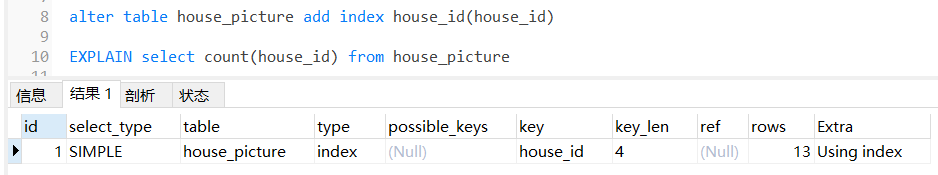 8 alter table house_picture add index house_id(house_id)
9
10 EXPLAIN select count(house_id) from house_picture
11
信息 结果 1 剖析 状态
id select_type table type possible_keys key key_len ref rows Extra
1 SIMPLE house_picture index (Null) house_id 4 (Null) 13 Using index